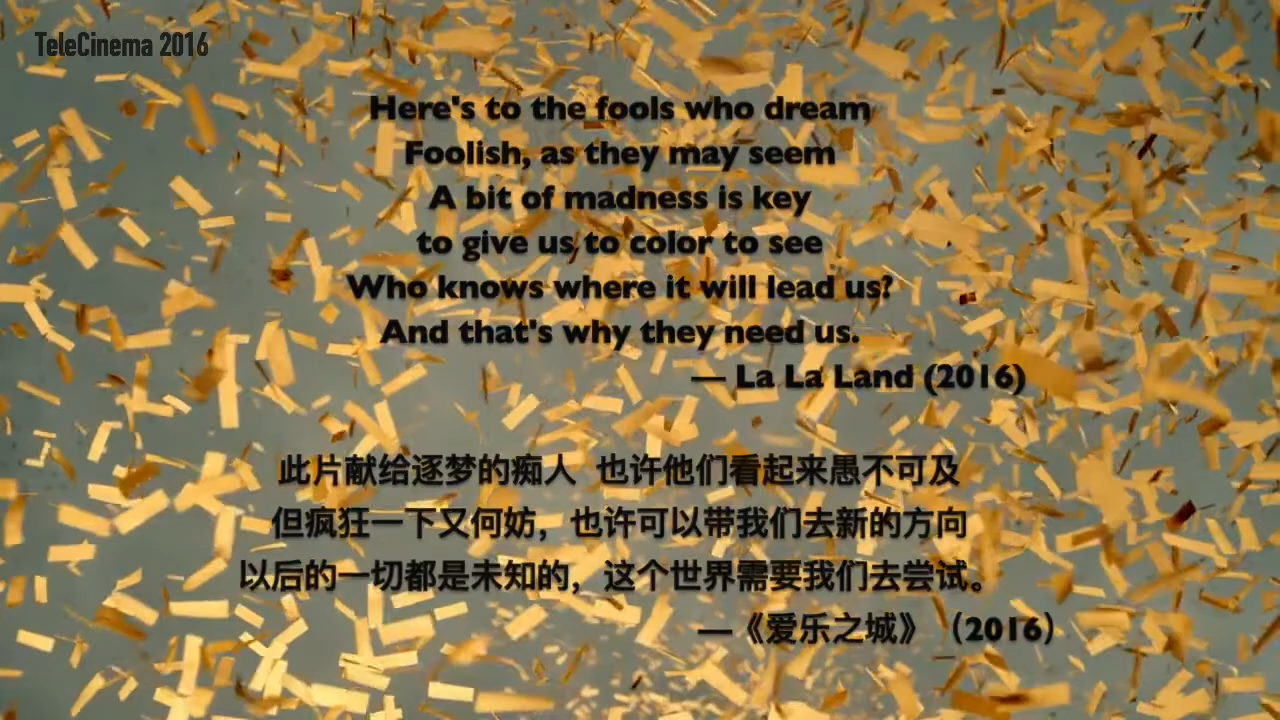 TeleCinema 2016
Here's to the fools who dream
Foolish, as they may seem
A bit of madness is key
to give us to color to see
Who knows where it will lead us?
And that's why they need us.
— La La Land (2016)
此片献给逐梦的痴人 也许他们看起来愚不可及
但疯狂一下又何妨，也许可以带我们去新的方向
以后的一切都是未知的，这个世界需要我们去尝试。
—《爱乐之城》（2016）